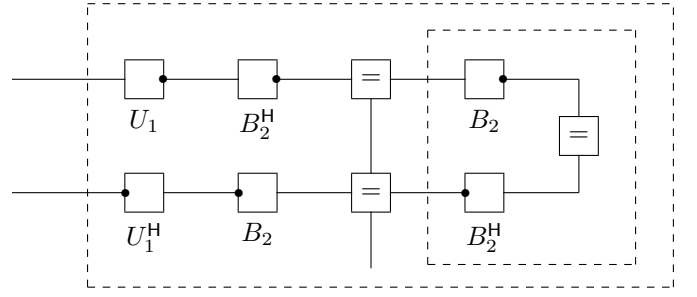 = =
U₁ B₂ᴴ B₂
=
=
U₁ᴴ B₂ B₂ᴴ